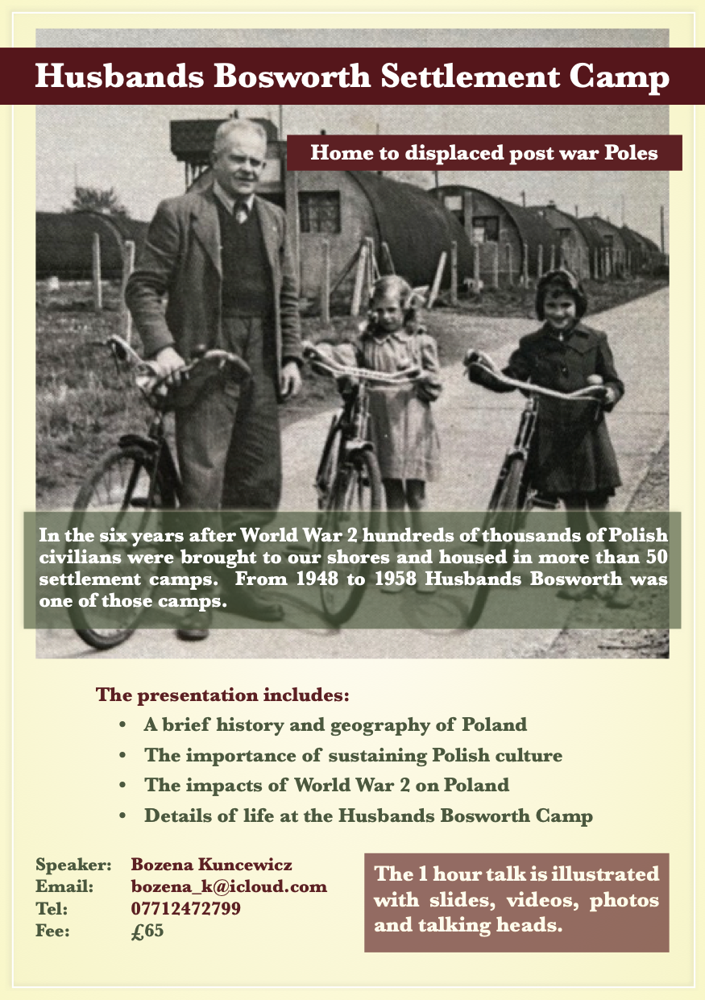 Husbands Bosworth Settlement Camp
Home to displaced post war Poles
In the six years after World War 2 hundreds of thousands of Polish
civilians were brought to our shores and housed in more than 50
settlement camps. From 1948 to 1958 Husbands Bosworth was
one of those camps.
The presentation includes:
• A brief history and geography of Poland
• The importance of sustaining Polish culture
• The impacts of World War 2 on Poland
• Details of life at the Husbands Bosworth Camp
Speaker: Bozena Kuncewicz
Email: bozena_k@icloud.com
Tel: 07712472799
Fee: £65
The 1 hour talk is illustrated
with slides, videos, photos
and talking heads.